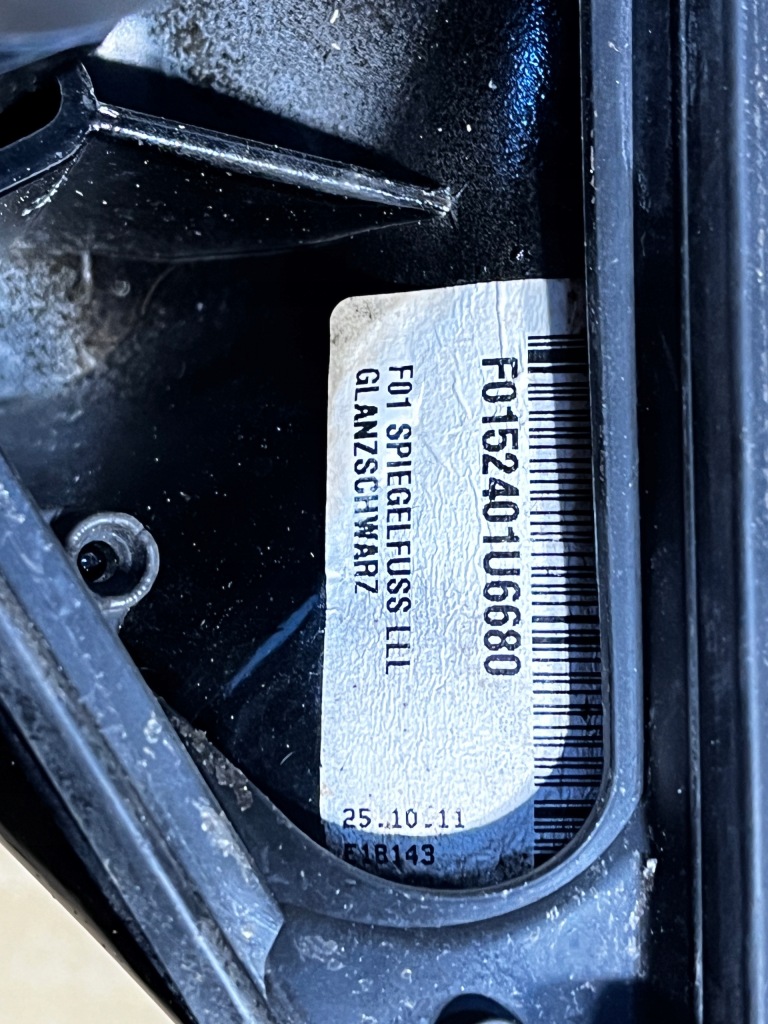 F0152401U6680
F01 SPIEGELFUSS LLL
GLANZSCHWARZ
25.10.11
E18143